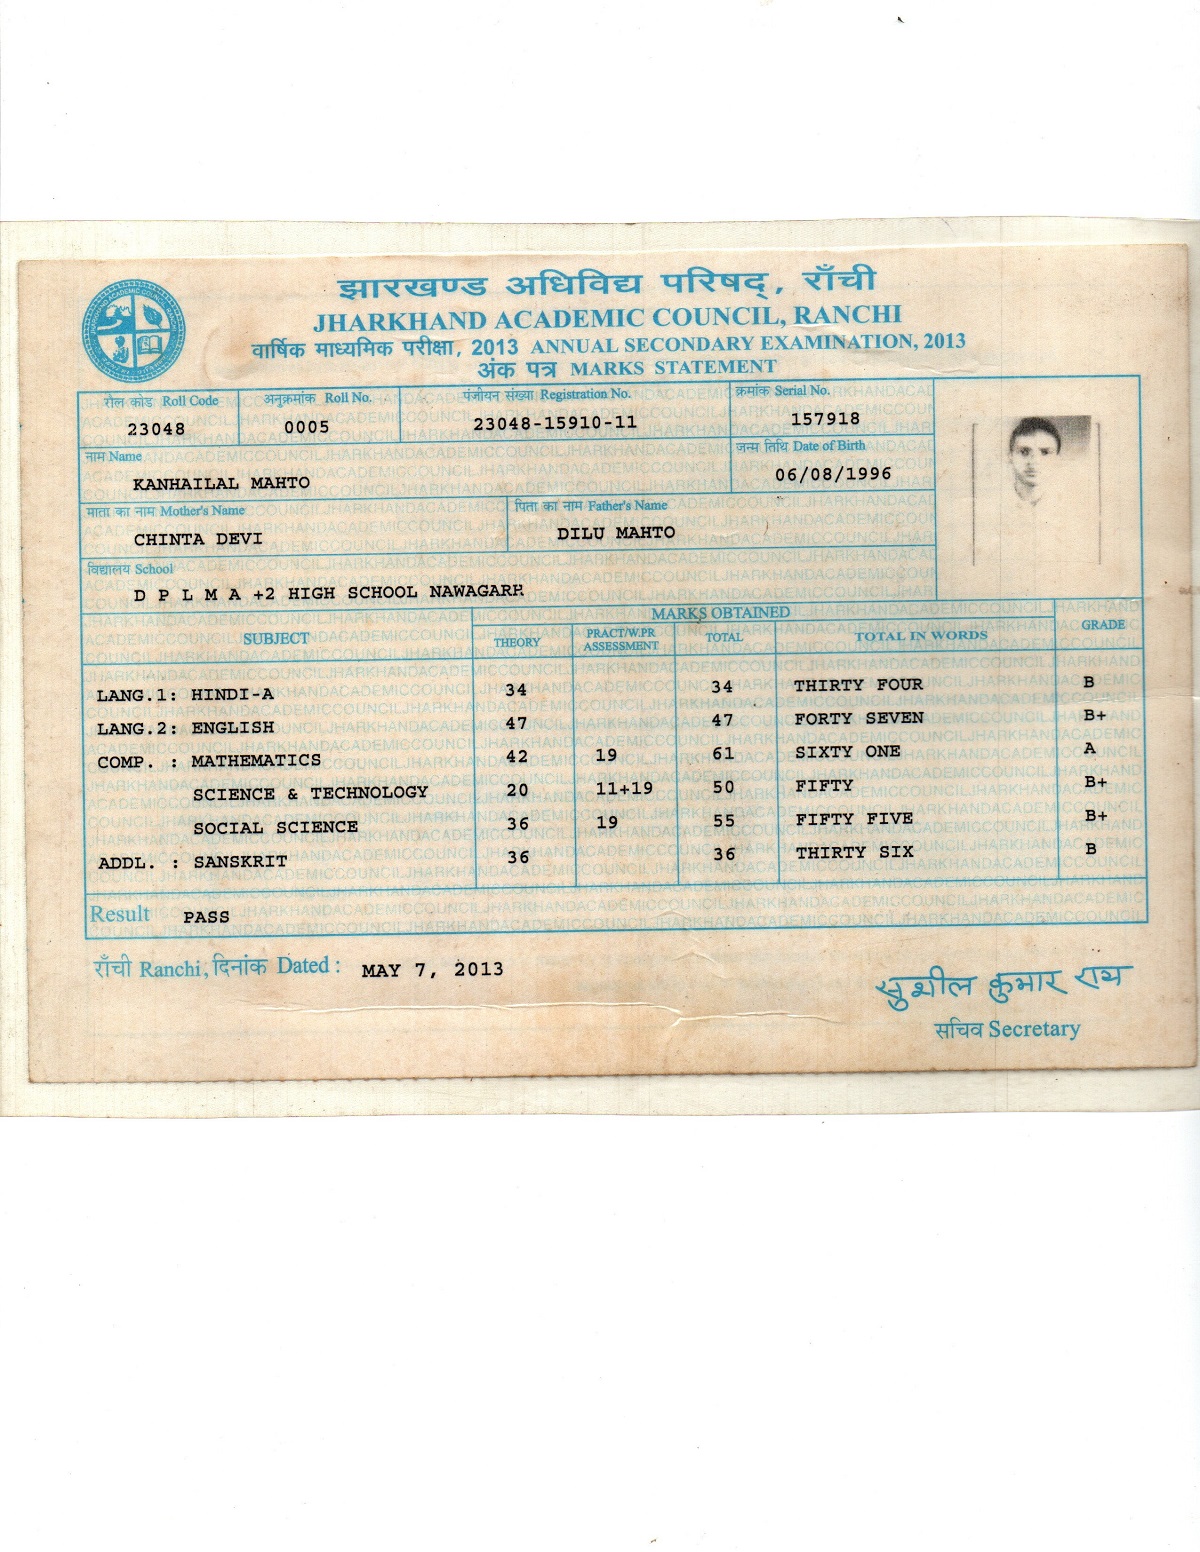 झारखण्ड अधिविद्य परिषद्, राँची
JHARKHAND ACADEMIC COUNCIL, RANCHI
वार्षिक माध्यमिक परीक्षा, 2013 ANNUAL SECONDARY EXAMINATION, 2013
अंक पत्र MARKS STATEMENT
रौल कोड Roll Code अनुक्रमांक Roll No. पंजीयन संख्या Registration No. क्रमांक Serial No.
23048 0005 23048-15910-11 157918
नाम Name जन्म तिथि Date of Birth
KANHAILAL MAHTO 06/08/1996
माता का नाम Mother's Name पिता का नाम Father's Name
CHINTA DEVI DILU MAHTO
विद्यालय School
D P L M A +2 HIGH SCHOOL NAWAGARH
MARKS OBTAINED
SUBJECT THEORY PRACT/W.PR ASSESSMENT TOTAL TOTAL IN WORDS GRADE
LANG.1: HINDI-A 34 34 THIRTY FOUR B
LANG.2: ENGLISH 47 47 FORTY SEVEN B+
COMP. : MATHEMATICS 42 19 61 SIXTY ONE A
SCIENCE & TECHNOLOGY 20 11+19 50 FIFTY B+
SOCIAL SCIENCE 36 19 55 FIFTY FIVE B+
ADDL. : SANSKRIT 36 36 THIRTY SIX B
Result PASS
राँची Ranchi, दिनांक Dated : MAY 7, 2013
सुशील कुमार राय
सचिव Secretary